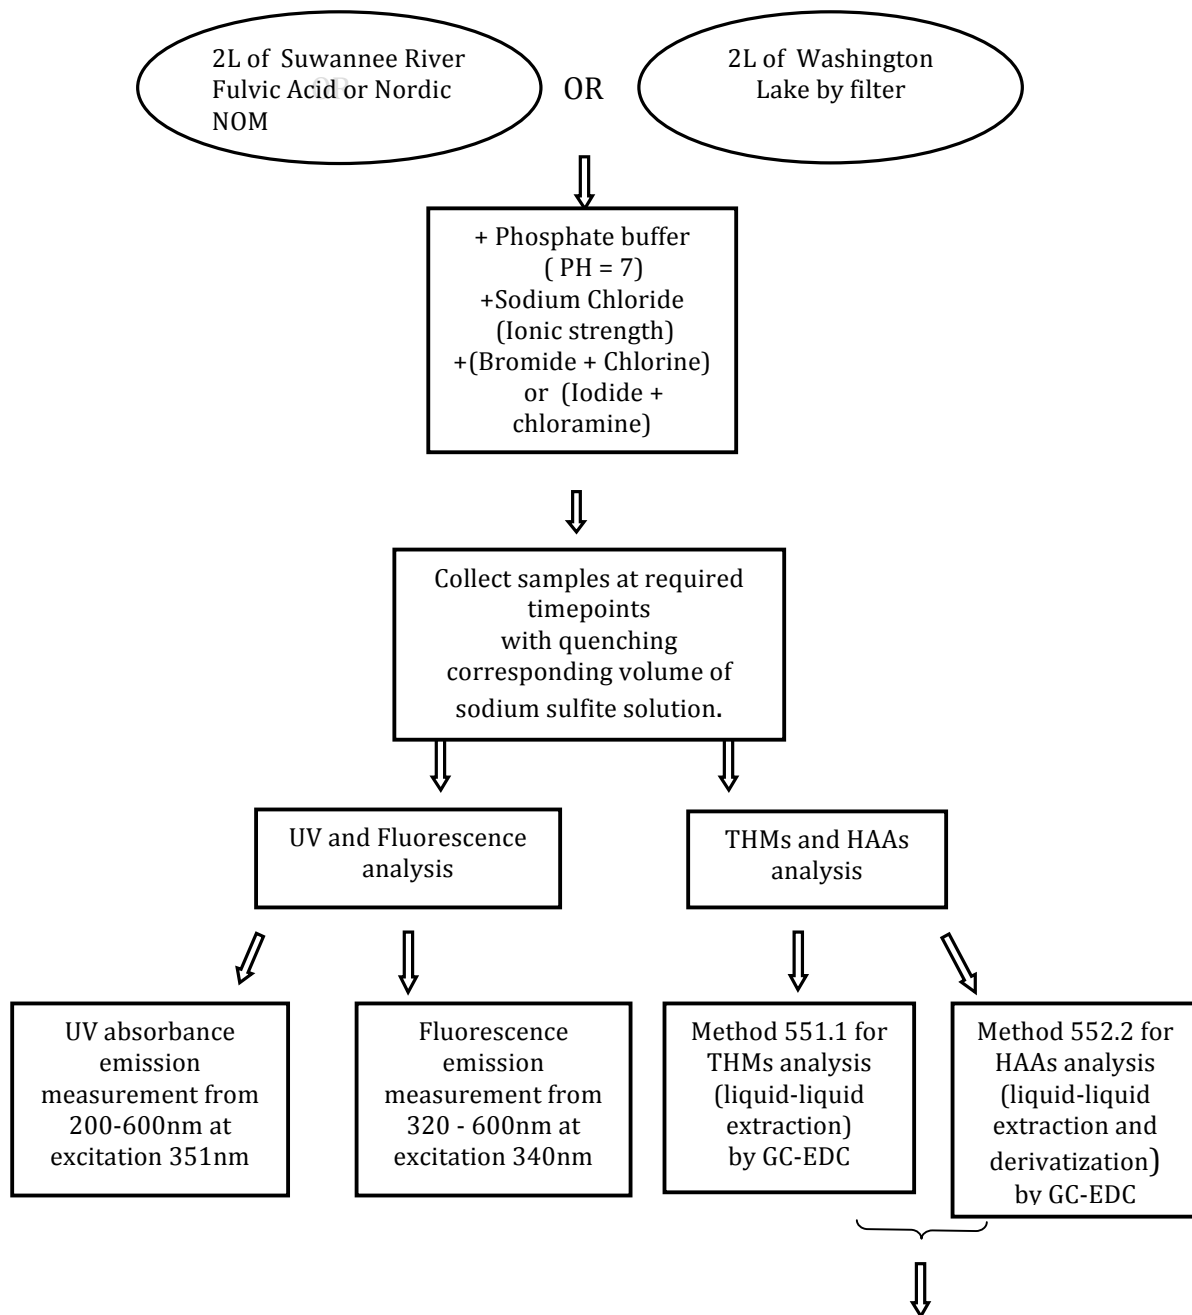 2L of Suwannee River
Fulvic Acid or Nordic
NOM
OR
OR
2L of Washington
Lake by filter
+ Phosphate buffer
( PH = 7)
+Sodium Chloride
(Ionic strength)
+(Bromide + Chlorine)
or (Iodide +
chloramine)
Collect samples at required
timepoints
with quenching
corresponding volume of
sodium sulfite solution.
UV and Fluorescence
analysis
THMs and HAAs
analysis
UV absorbance
emission
measurement from
200-600nm at
excitation 351nm
Fluorescence
emission
measurement from
320 - 600nm at
excitation 340nm
Method 551.1 for
THMs analysis
(liquid-liquid
extraction)
by GC-EDC
Method 552.2 for
HAAs analysis
(liquid-liquid
extraction and
derivatization)
by GC-EDC